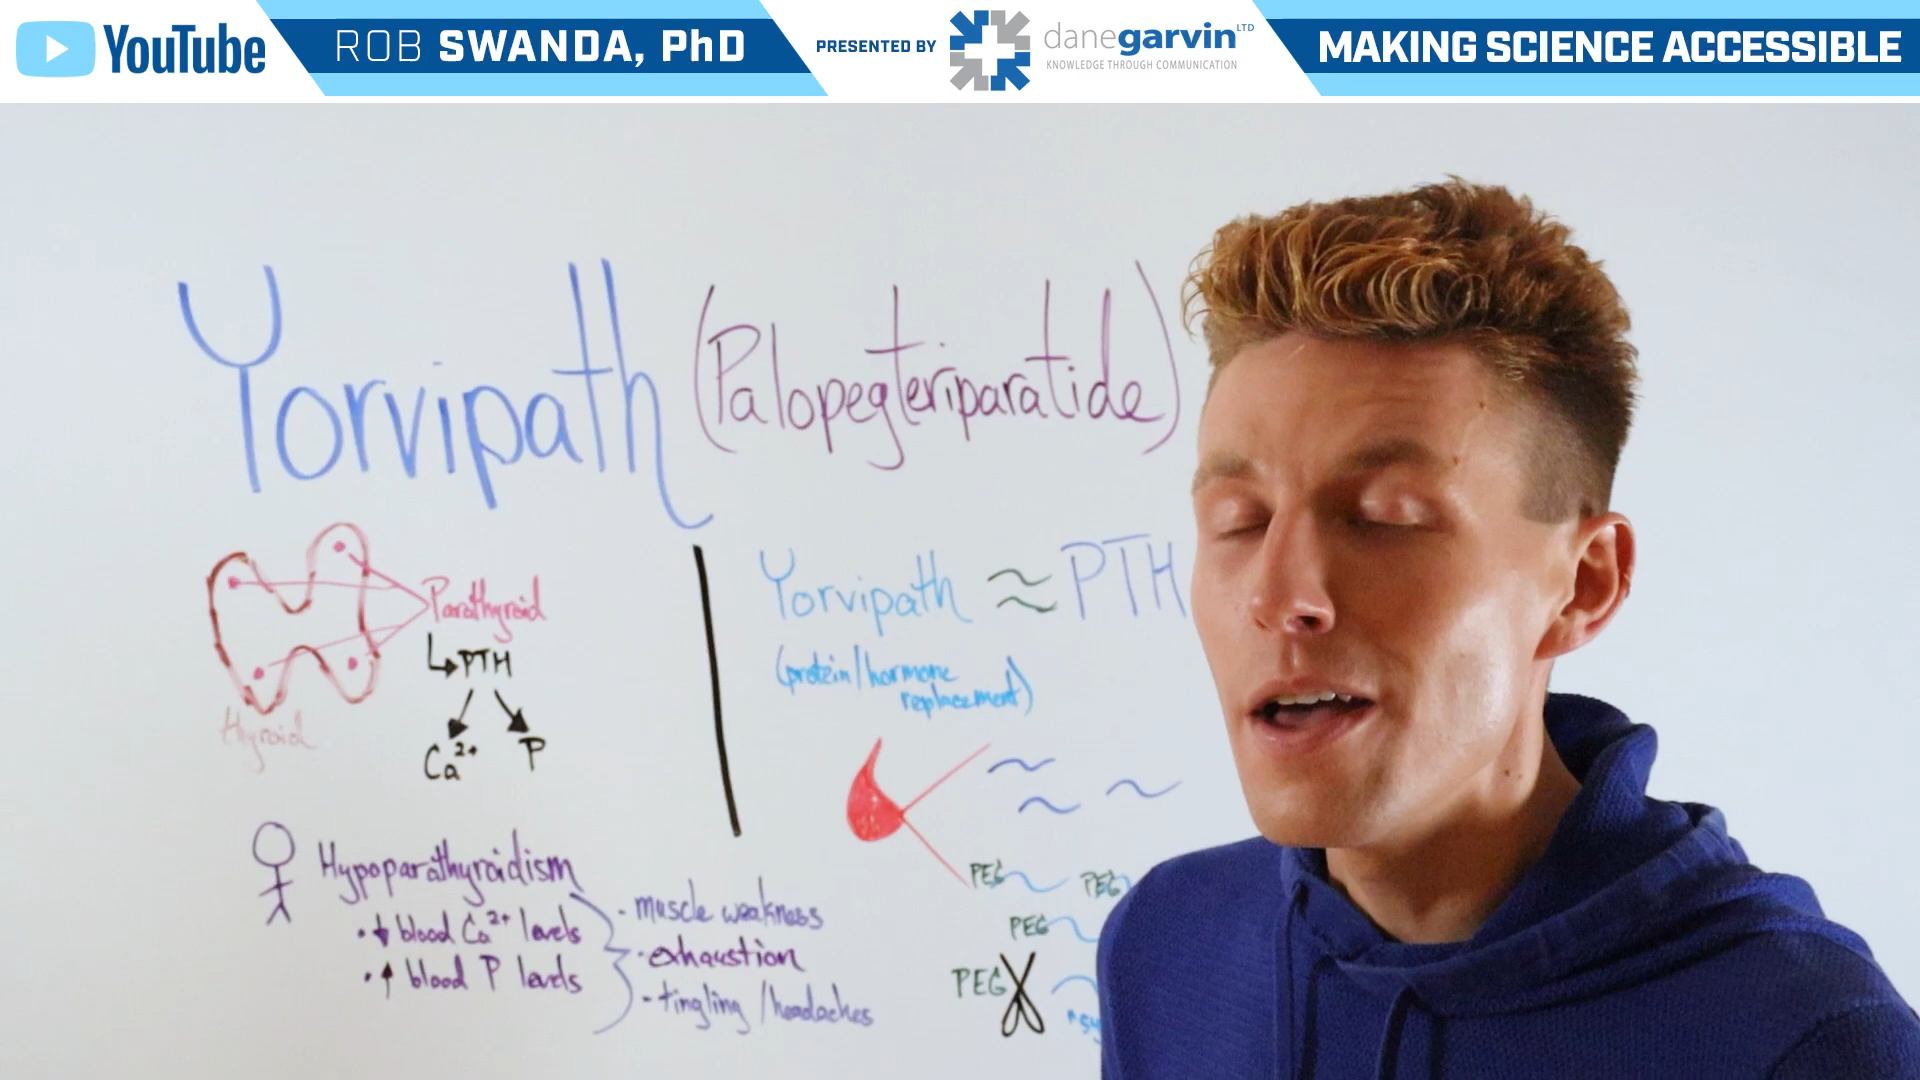 YouTube
ROB SWANDA, PhD
PRESENTED BY
danegarvin LTD
KNOWLEDGE THROUGH COMMUNICATION
MAKING SCIENCE ACCESSIBLE
Yorvipath (Palopegteriparatide)
Parathyroid
↳PTH
Ca²⁺ P
Thyroid
Hypoparathyroidism
• ↓ blood Ca²⁺ levels
• ↑ blood P levels
- muscle weakness
- exhaustion
- tingling/headaches
Yorvipath ≈ PTH
(protein/hormone
replacement)
PEG PEG
PEG
PEG